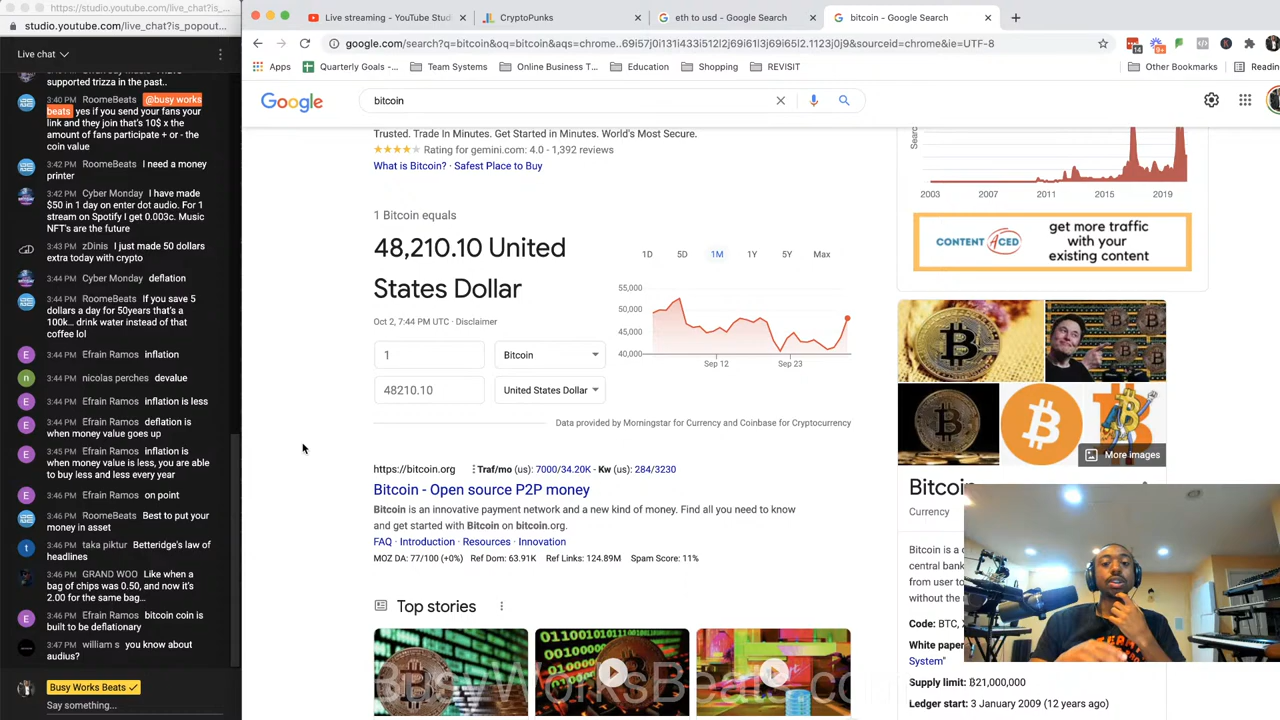 https://studio.youtube.com/live_chat?is_...
studio.youtube.com/live_chat?is_popout...
Live chat
supported trizza in the past..
3:40 PM RoomeBeats @busy works
beats yes if you send your fans your
link and they join that's 10$ x the
amount of fans participate + or - the
coin value
3:42 PM RoomeBeats I need a money
printer
3:42 PM Cyber Monday I have made
$50 in 1 day on enter dot audio. For 1
stream on Spotify I get 0.003c. Music
NFT's are the future
3:43 PM zDinis I just made 50 dollars
extra today with crypto
3:44 PM Cyber Monday deflation
3:44 PM RoomeBeats If you save 5
dollars a day for 50years that's a
100k... drink water instead of that
coffee lol
3:44 PM Efrain Ramos inflation
3:44 PM nicolas perches devalue
3:44 PM Efrain Ramos inflation is less
3:44 PM Efrain Ramos deflation is
when money value goes up
3:45 PM Efrain Ramos inflation is
when money value is less, you are able
to buy less and less every year
3:46 PM Efrain Ramos on point
3:46 PM RoomeBeats Best to put your
money in asset
3:46 PM taka piktur Betteridge's law of
headlines
3:46 PM GRAND WOO Like when a
bag of chips was 0.50, and now it's
2.00 for the same bag...
3:46 PM Efrain Ramos bitcoin coin is
built to be deflationary
3:47 PM william s you know about
audius?
Busy Works Beats
Say something...
Live streaming - YouTube Stud
CryptoPunks
eth to usd - Google Search
bitcoin - Google Search
google.com/search?q=bitcoin&oq=bitcoin&aqs=chrome..69i57j0i131i433i512l2j69i61l3j69i65l2.1123j0j9&sourceid=chrome&ie=UTF-8
Apps
Quarterly Goals -...
Team Systems
Online Business T...
Education
Shopping
REVISIT
Other Bookmarks
Readin
Google
bitcoin
Trusted. Trade In Minutes. Get Started in Minutes. World's Most Secure.
Rating for gemini.com: 4.0 - 1,392 reviews
What is Bitcoin? · Safest Place to Buy
1 Bitcoin equals
48,210.10 United
States Dollar
Oct 2, 7:44 PM UTC · Disclaimer
1
Bitcoin
48210.10
United States Dollar
1D 5D 1M 1Y 5Y Max
55,000
50,000
45,000
40,000
Sep 12 Sep 23
Data provided by Morningstar for Currency and Coinbase for Cryptocurrency
https://bitcoin.org
Traf/mo (us): 7000/34.20K - Kw (us): 284/3230
Bitcoin - Open source P2P money
Bitcoin is an innovative payment network and a new kind of money. Find all you need to know
and get started with Bitcoin on bitcoin.org.
FAQ · Introduction · Resources · Innovation
MOZ DA: 77/100 (+0%) Ref Dom: 63.91K Ref Links: 124.89M Spam Score: 11%
Top stories
BusyWorksBeats.com
2003 2007 2011 2015 2019
CONTENT ACED
get more traffic
with your
existing content
More images
Bitcoin
Currency
Bitcoin is a
central bank
from user to
without the
Code: BTC,
White paper
System"
Supply limit: ₿21,000,000
Ledger start: 3 January 2009 (12 years ago)